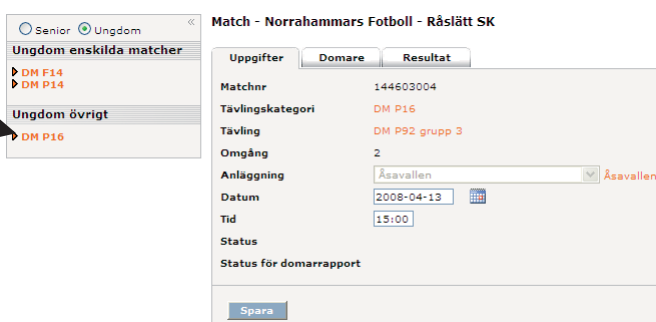 Senior Ungdom «
Ungdom enskilda matcher
DM F14
DM P14
Ungdom övrigt
DM P16
Match - Norrahammars Fotboll - Råslätt SK
Uppgifter Domare Resultat
Matchnr 144603004
Tävlingskategori DM P16
Tävling DM P92 grupp 3
Omgång 2
Anläggning Åsavallen Åsavallen
Datum 2008-04-13
Tid 15:00
Status
Status för domarrapport
Spara